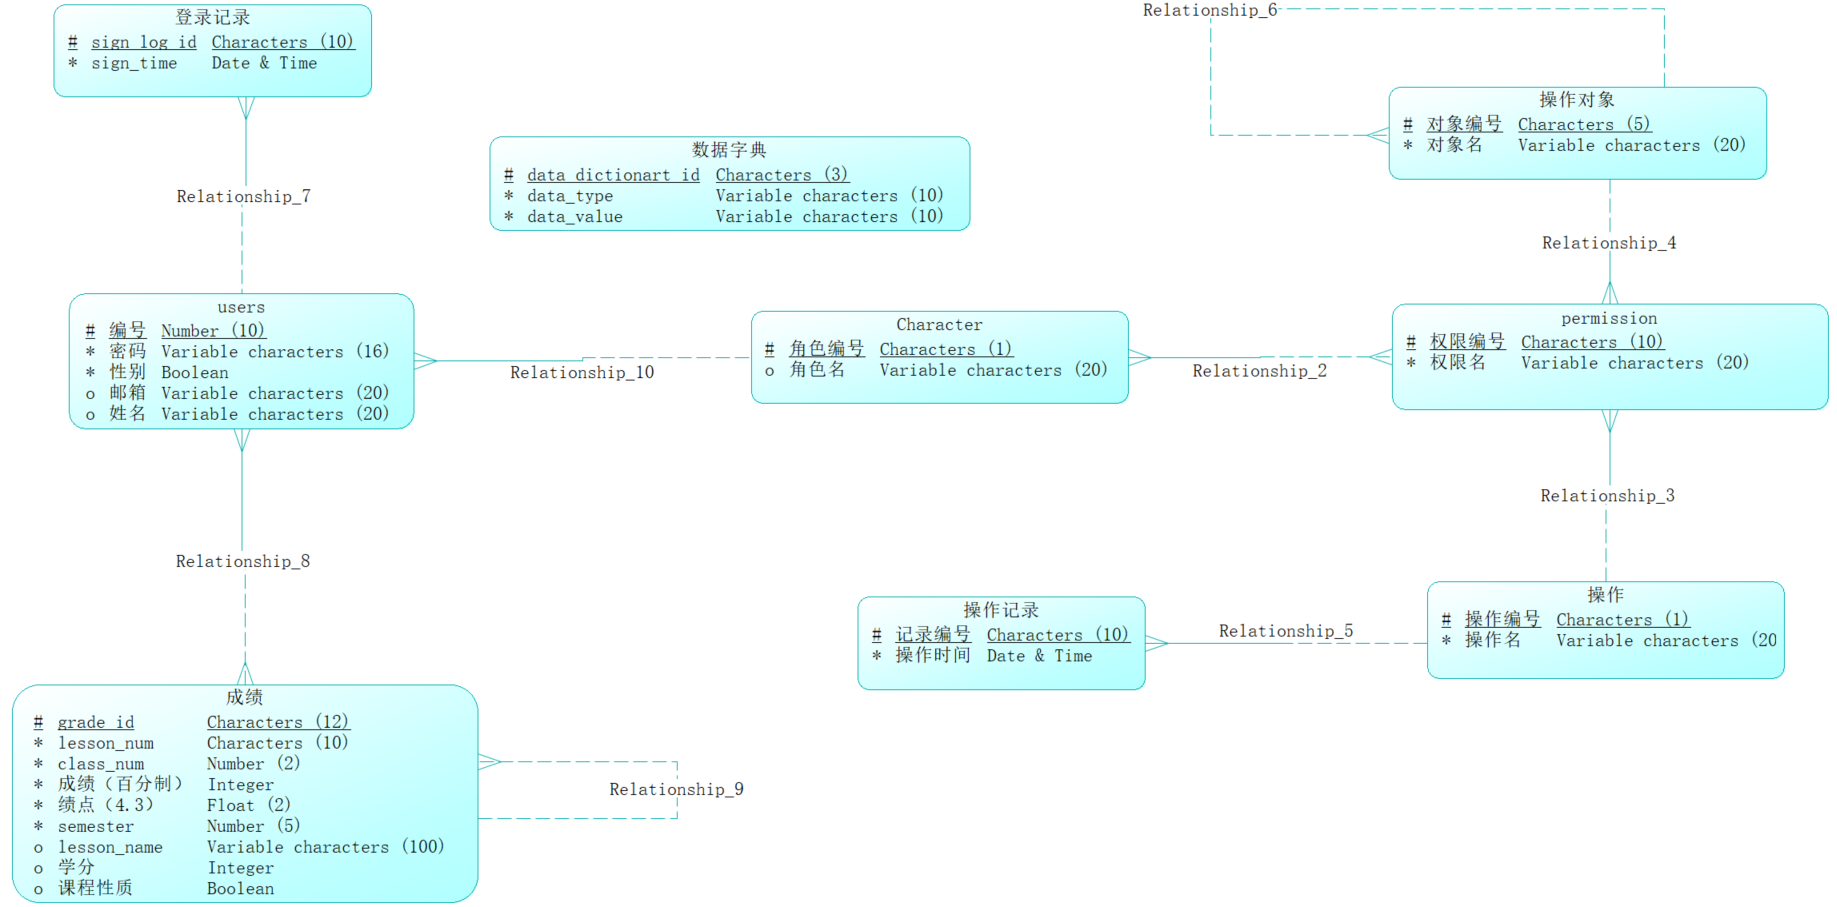 Relationship_6
登录记录
# sign_log_id Characters (10)
* sign_time Date & Time
操作对象
# 对象编号 Characters (5)
* 对象名 Variable characters (20)
数据字典
# data_dictionart_id Characters (3)
* data_type Variable characters (10)
* data_value Variable characters (10)
Relationship_7
Relationship_4
users
# 编号 Number (10)
* 密码 Variable characters (16)
* 性别 Boolean
o 邮箱 Variable characters (20)
o 姓名 Variable characters (20)
Relationship_10
Character
# 角色编号 Characters (1)
o 角色名 Variable characters (20)
Relationship_2
permission
# 权限编号 Characters (10)
* 权限名 Variable characters (20)
Relationship_3
Relationship_8
操作记录
# 记录编号 Characters (10)
* 操作时间 Date & Time
Relationship_5
操作
# 操作编号 Characters (1)
* 操作名 Variable characters (20
成绩
# grade_id Characters (12)
* lesson_num Characters (10)
* class_num Number (2)
* 成绩（百分制） Integer
* 绩点（4.3） Float (2)
* semester Number (5)
o lesson_name Variable characters (100)
o 学分 Integer
o 课程性质 Boolean
Relationship_9